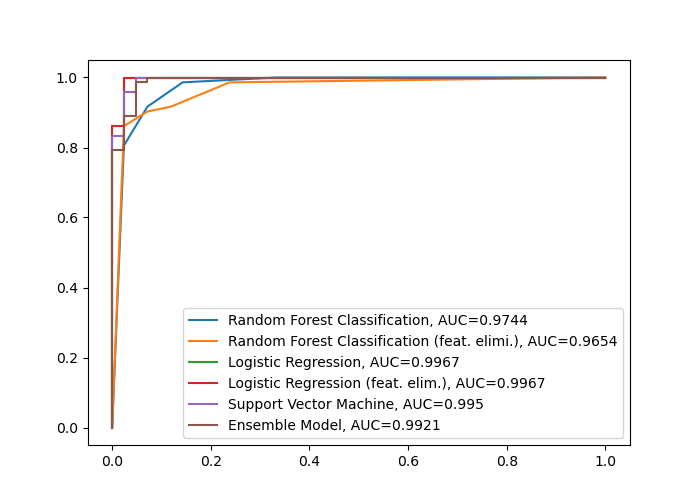 1.0
0.8
0.6
0.4
0.2
0.0
Random Forest Classification, AUC=0.9744
Random Forest Classification (feat. elimi.), AUC=0.9654
Logistic Regression, AUC=0.9967
Logistic Regression (feat. elim.), AUC=0.9967
Support Vector Machine, AUC=0.995
Ensemble Model, AUC=0.9921
0.0 0.2 0.4 0.6 0.8 1.0